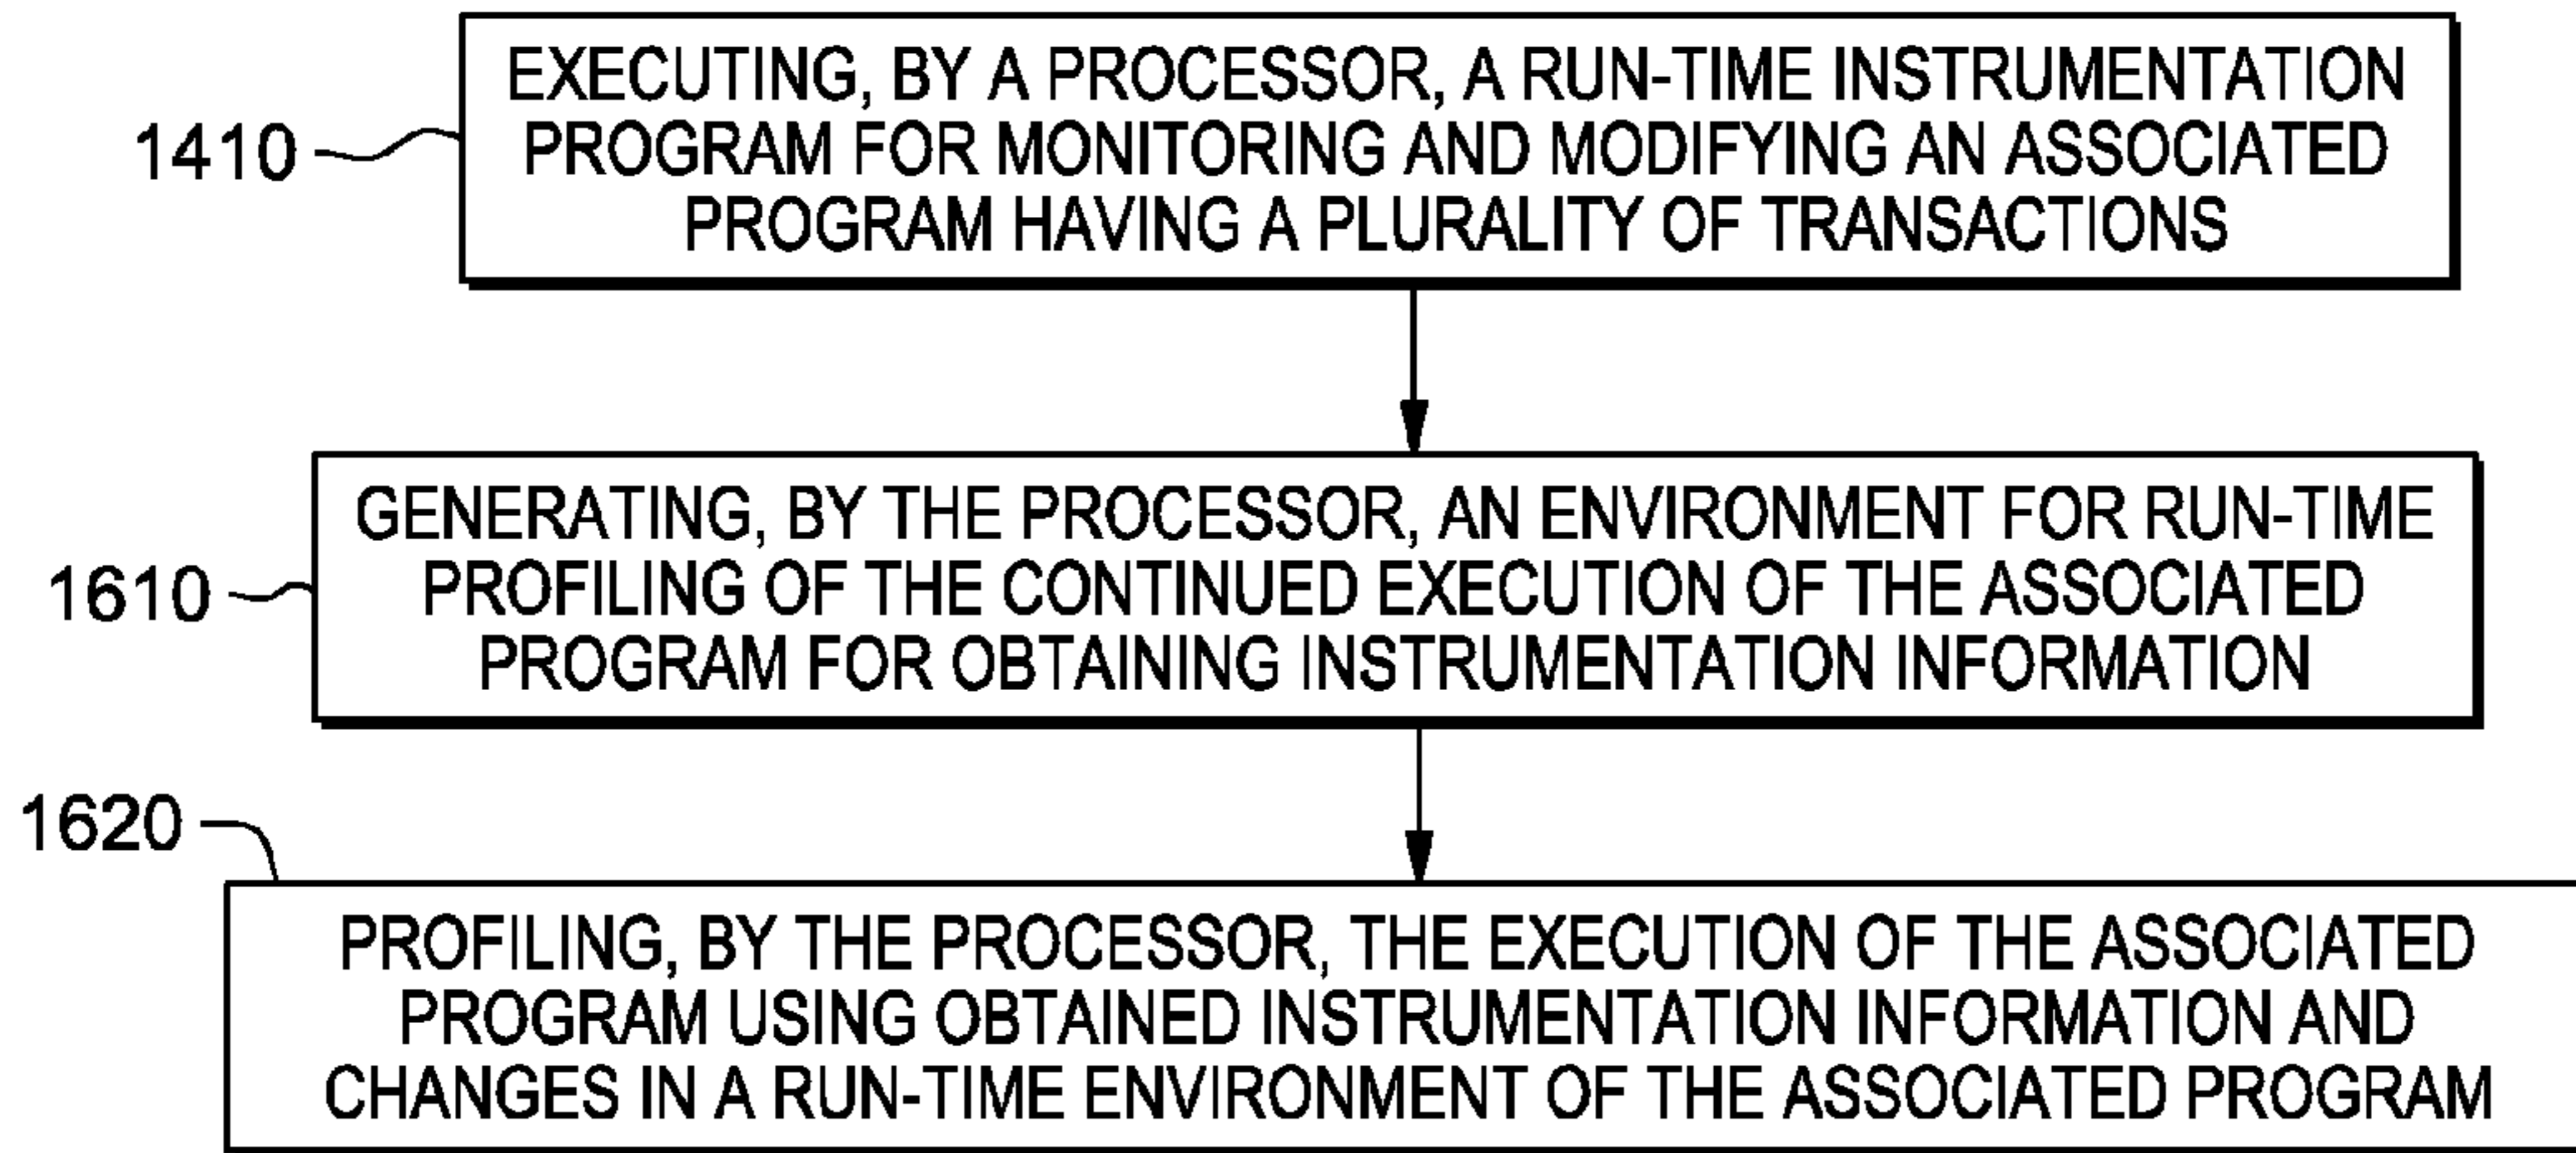 EXECUTING, BY A PROCESSOR, A RUN-TIME INSTRUMENTATION
1410
PROGRAM FOR MONITORING AND MODIFYING AN ASSOCIATED
PROGRAM HAVING A PLURALITY OF TRANSACTIONS
GENERATING, BY THE PROCESSOR, AN ENVIRONMENT FOR RUN-TIME
1610
PROFILING OF THE CONTINUED EXECUTION OF THE ASSOCIATED
PROGRAM FOR OBTAINING INSTRUMENTATION INFORMATION
1620
PROFILING, BY THE PROCESSOR, THE EXECUTION OF THE ASSOCIATED
PROGRAM USING OBTAINED INSTRUMENTATION INFORMATION AND
CHANGES IN A RUN-TIME ENVIRONMENT OF THE ASSOCIATED PROGRAM